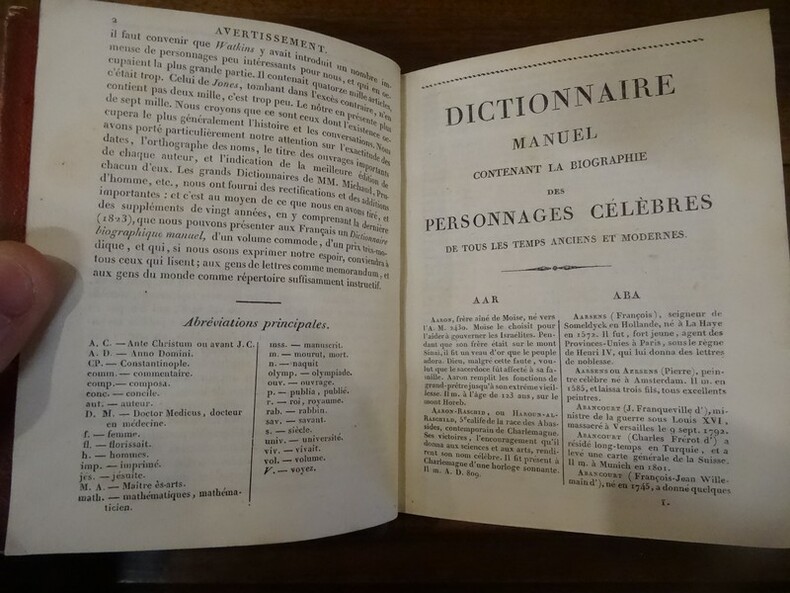 2
AVERTISSEMENT.
il faut convenir que Watkins y avait introduit un nombre im-
mense de personnages peu intéressants pour nous, et qui en oc-
cupaient la plus grande partie. Il contenait quatorze mille articles,
c'était trop. Celui de Jones, tombant dans l'excès contraire, n'en
contient pas deux mille, c'est trop peu. Le nôtre en présente plus
de sept mille. Nous croyons que ce sont ceux dont l'existence oc-
cupera le plus généralement l'histoire et les conversations. Nous
avons porté particulièrement notre attention sur l'exactitude des
dates, l'orthographe des noms, le titre des ouvrages importants
de chaque auteur, et l'indication de la meilleure édition de
chacun d'eux. Les grands Dictionnaires de MM. Michaud, Pru-
d'homme, etc., nous ont fourni des rectifications et des additions
importantes : et c'est au moyen de ce que nous en avons tiré, et
des suppléments de vingt années, en y comprenant la dernière
(1823), que nous pouvons présenter aux Français un Dictionnaire
biographique manuel, d'un volume commode, d'un prix très-mo-
dique, et qui, si nous osons exprimer notre espoir, conviendra à
tous ceux qui lisent; aux gens de lettres comme memorandum, et
aux gens du monde comme répertoire suffisamment instructif.
Abréviations principales.
A. C. — Ante Christum ou avant J. C.
A. D. — Anno Domini.
CP. — Constantinople.
comm. — commentaire.
comp. — composa.
conc. — concile.
aut. — auteur.
D. M. — Doctor Medicus, docteur
en médecine.
f. — femme.
fl. — florissait.
h. — hommes.
imp. — imprimé.
jés. — jésuite.
M. A. — Maître ès-arts.
math. — mathématiques, mathéma-
ticien.
mss. — manuscrit.
m. — mourut, mort.
n. — naquit
olymp. — olympiade.
ouv. — ouvrage.
p. — publia, publié.
r. — roi, royaume.
rab. — rabbin.
sav. — savant.
s. — siècle.
univ. — université.
viv. — vivait.
vol. — volume.
V. — voyez.
DICTIONNAIRE
MANUEL
CONTENANT LA BIOGRAPHIE
DES
PERSONNAGES CÉLÈBRES
DE TOUS LES TEMPS ANCIENS ET MODERNES.
AAR
AARON, frère aîné de Moïse, né vers
l'A. M. 2430. Moïse le choisit pour
l'aider à gouverner les Israélites. Pen-
dant que son frère était sur le mont
Sinaï, il fit un veau d'or que le peuple
adora. Dieu, malgré cette faute, vou-
lut que le sacerdoce fût affecté à sa fa-
mille. Aaron remplit les fonctions de
grand-prêtre jusqu'à son extrême vieil-
lesse. Il m. à l'âge de 123 ans, sur le
mont Horeb.
AARON-RASCHID, ou HAROUN-AL-
RASCHILD, 5e calife de la race des Abas-
sides, contemporain de Charlemagne.
Ses victoires, l'encouragement qu'il
donna aux sciences et aux arts, rendi-
rent son nom célèbre. Il fit présent à
Charlemagne d'une horloge sonnante.
Il m. A. D. 809.
ABA
AARSENS (François), seigneur de
Someldyck en Hollande, né à La Haye
en 1572. Il fut, fort jeune, agent des
Provinces-Unies à Paris, sous le règne
de Henri IV, qui lui donna des lettres
de noblesse.
AARSENS OU AERSENS (Pierre), pein-
tre célèbre né à Amsterdam. Il m. en
1585, et laissa trois fils, tous excellents
peintres.
ABANCOURT (J. Franqueville d'), mi-
nistre de la guerre sous Louis XVI,
massacré à Versailles le 9 sept. 1792.
ABANCOURT (Charles Frérot d') a
résidé long-temps en Turquie, et a
levé une carte générale de la Suisse.
Il m. à Munich en 1801.
ABANCOURT (François-Jean Wille-
main d'), né en 1745, a donné quelques
1.